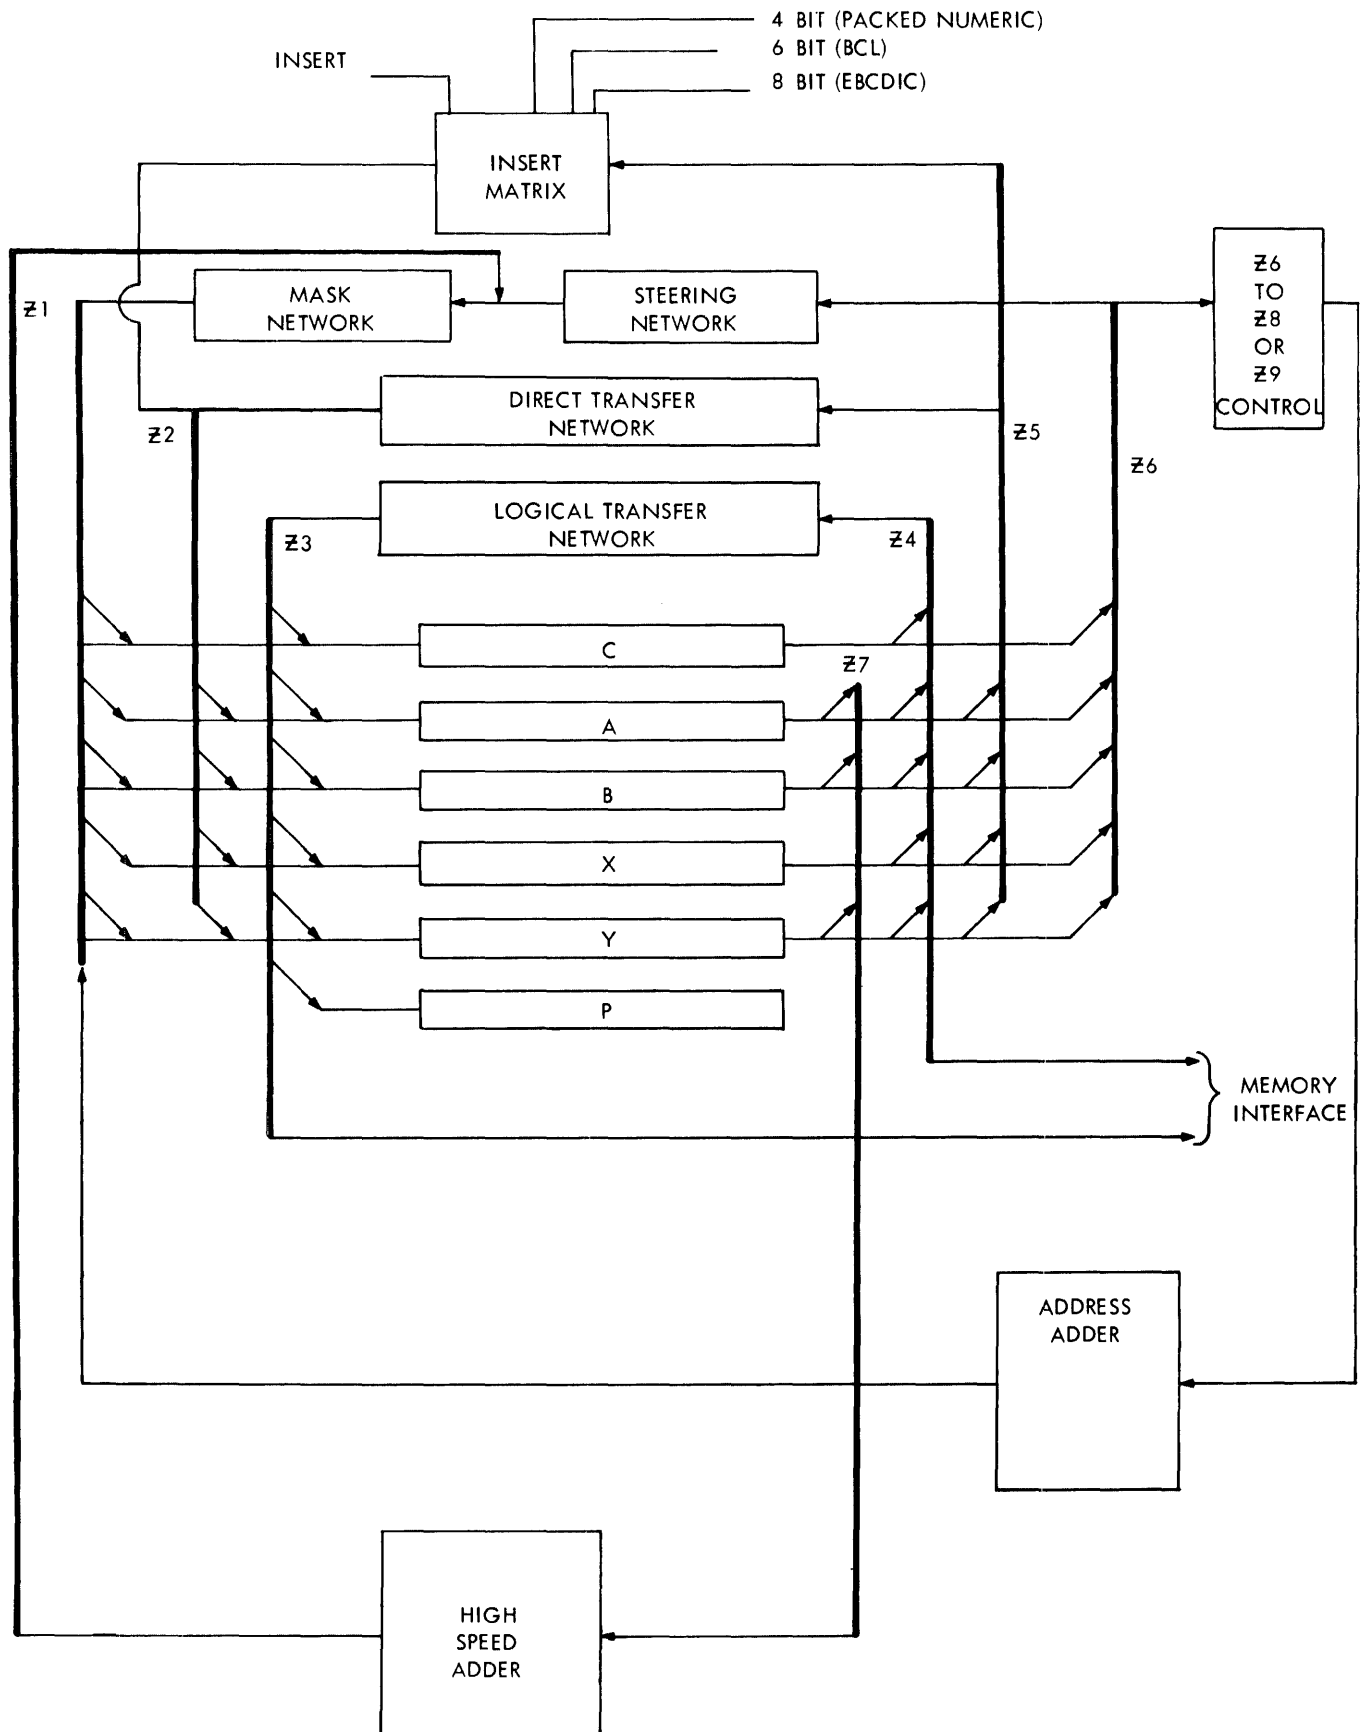 4 BIT (PACKED NUMERIC)
6 BIT (BCL)
INSERT
8 BIT (EBCDIC)
INSERT
MATRIX
Ƶ1
MASK
NETWORK
STEERING
NETWORK
Ƶ6
TO
Ƶ8
OR
Ƶ9
CONTROL
DIRECT TRANSFER
NETWORK
Ƶ2
Ƶ5
Ƶ6
LOGICAL TRANSFER
NETWORK
Ƶ3
Ƶ4
C
Ƶ7
A
B
X
Y
P
MEMORY
INTERFACE
ADDRESS
ADDER
HIGH
SPEED
ADDER